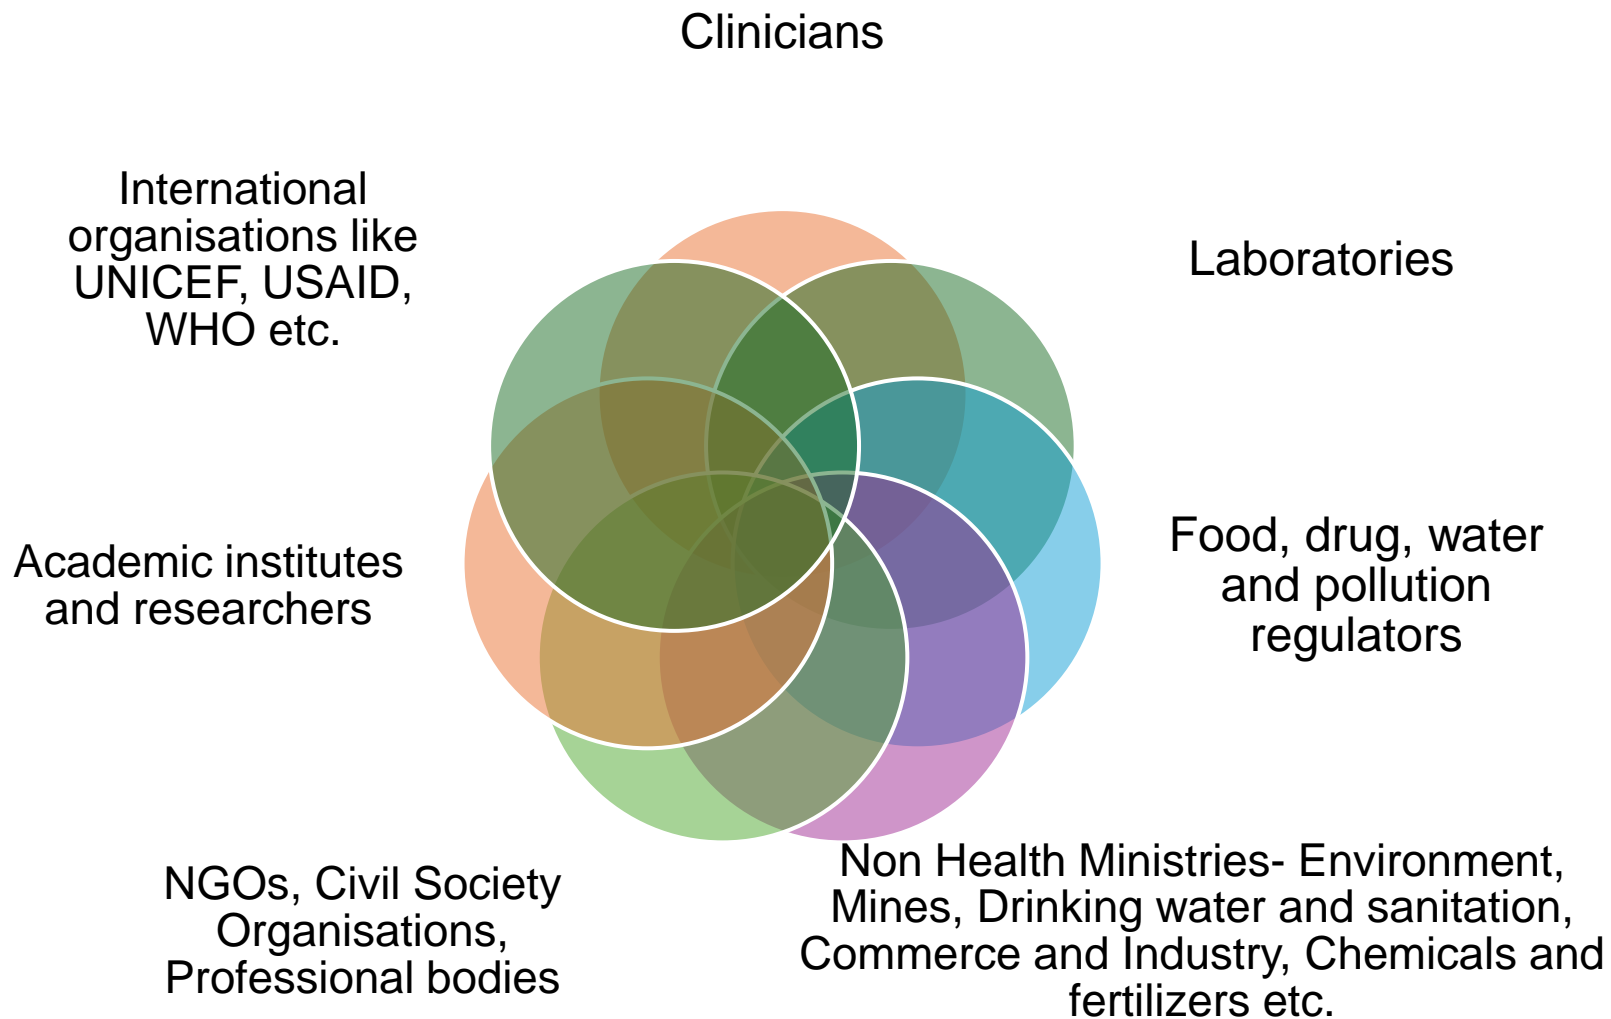 Clinicians
International
organisations like
UNICEF, USAID,
WHO etc.
Laboratories
Academic institutes
and researchers
Food, drug, water
and pollution
regulators
NGOs, Civil Society
Organisations,
Professional bodies
Non Health Ministries- Environment,
Mines, Drinking water and sanitation,
Commerce and Industry, Chemicals and
fertilizers etc.